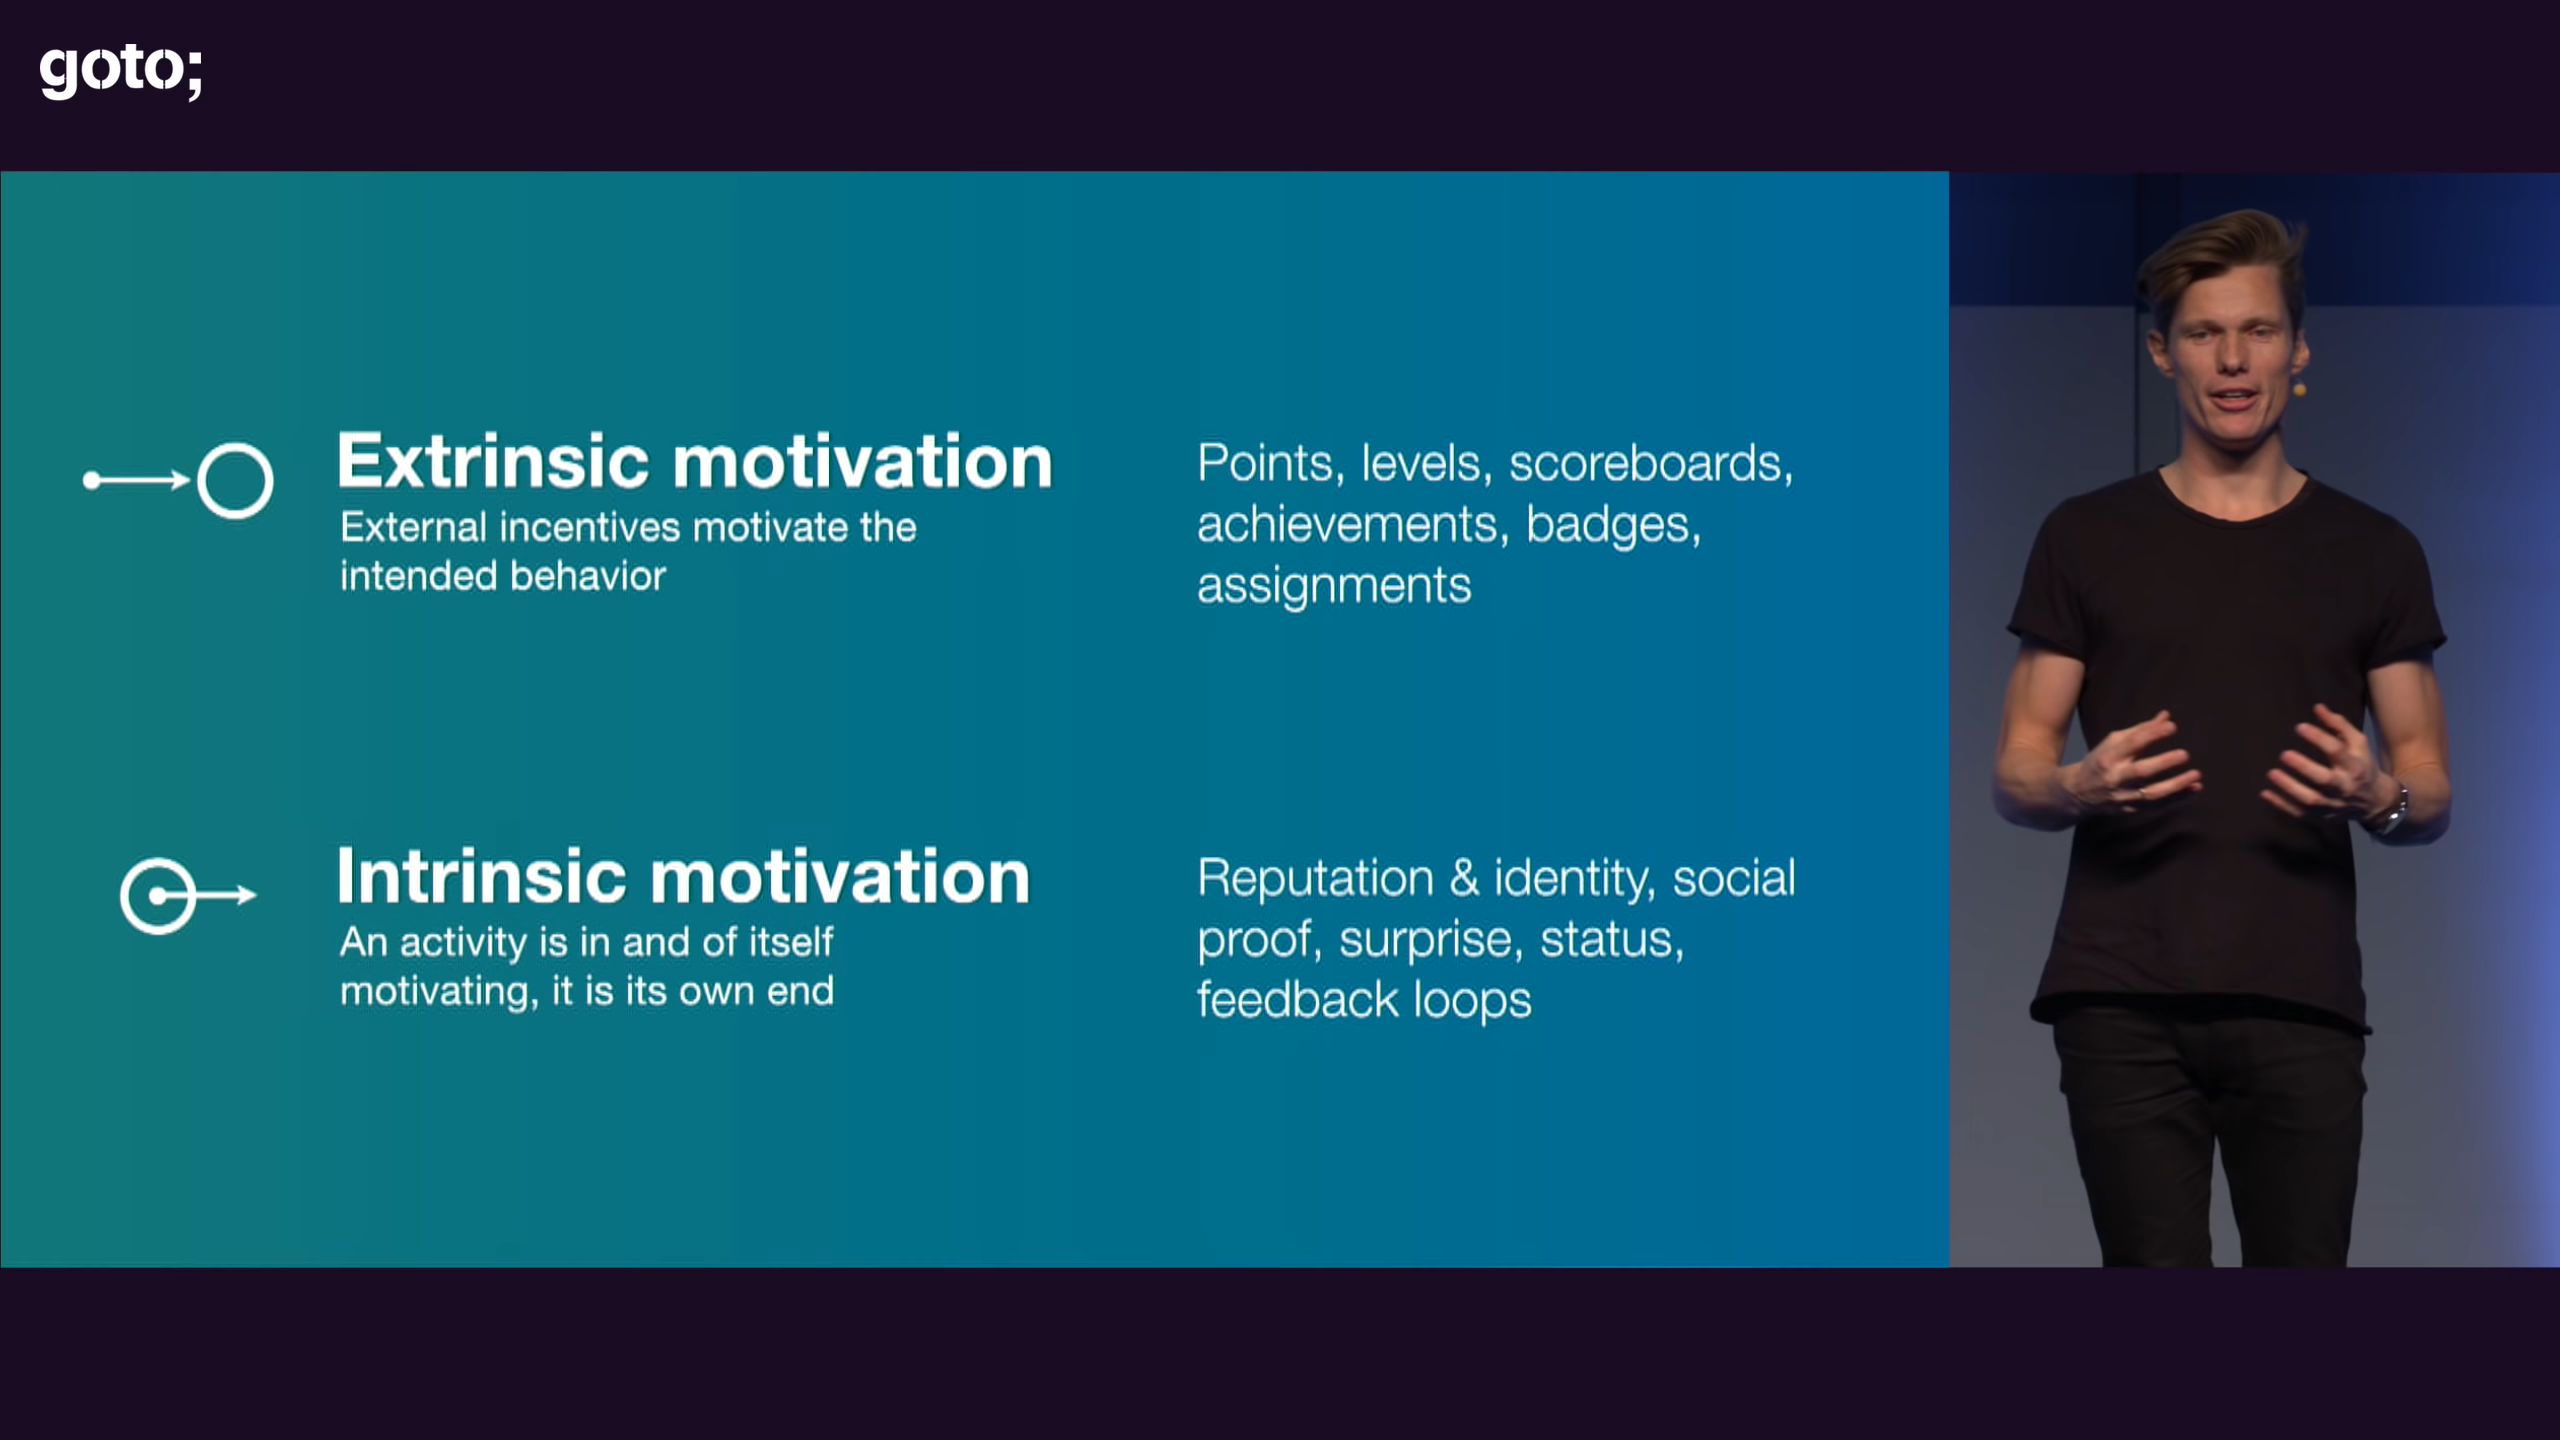 goto;
Extrinsic motivation
External incentives motivate the
intended behavior
Points, levels, scoreboards,
achievements, badges,
assignments
Intrinsic motivation
An activity is in and of itself
motivating, it is its own end
Reputation & identity, social
proof, surprise, status,
feedback loops